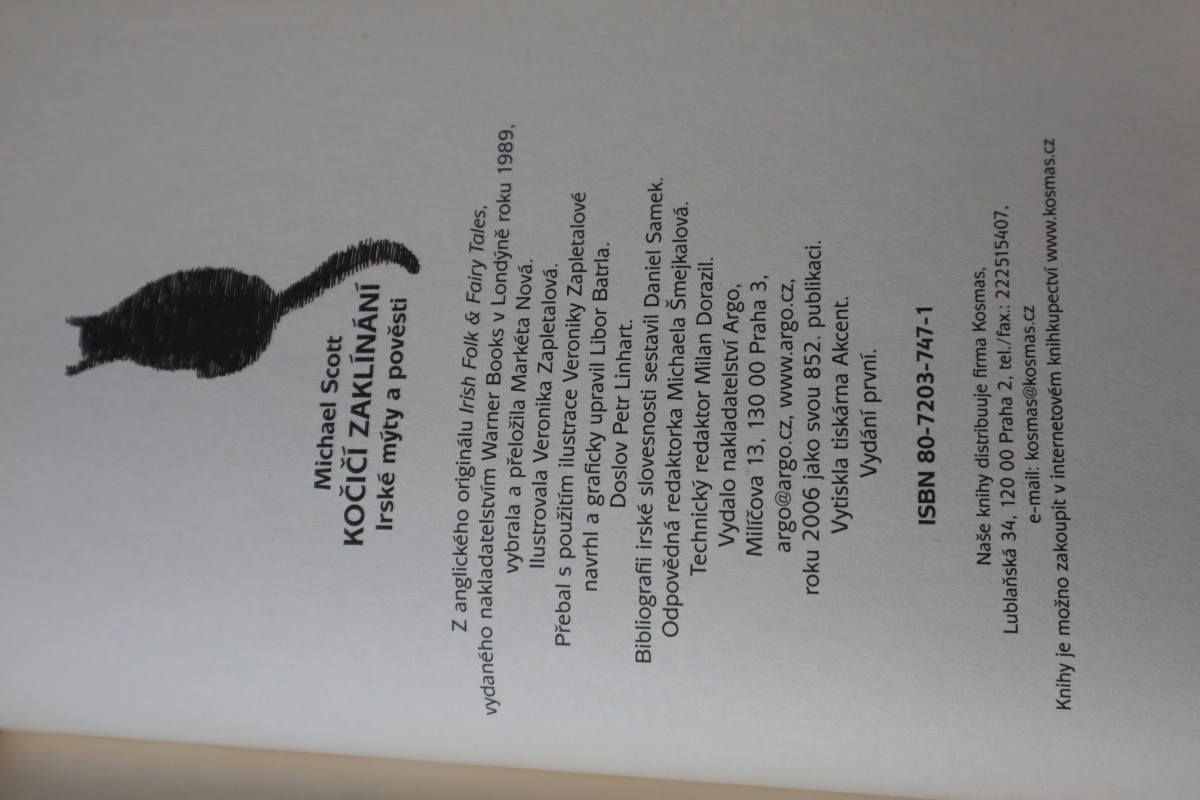 Michael Scott
KOČIČÍ ZAKLÍNÁNÍ
Irské mýty a pověsti
Z anglického originálu Irish Folk & Fairy Tales,
vydaného nakladatelstvím Warner Books v Londýně roku 1989,
vybrala a přeložila Markéta Nová.
Ilustrovala Veronika Zapletalová.
Přebal s použitím ilustrace Veroniky Zapletalové
navrhl a graficky upravil Libor Batrla.
Doslov Petr Linhart.
Bibliografii irské slovesnosti sestavil Daniel Samek.
Odpovědná redaktorka Michaela Šmejkalová.
Technický redaktor Milan Dorazil.
Vydalo nakladatelství Argo,
Milíčova 13, 130 00 Praha 3,
argo@argo.cz, www.argo.cz,
roku 2006 jako svou 852. publikaci.
Vytiskla tiskárna Akcent.
Vydání první.
ISBN 80-7203-747-1
Naše knihy distribuuje firma Kosmas,
Lublaňská 34, 120 00 Praha 2, tel./fax.: 222515407,
e-mail: kosmas@kosmas.cz
Knihy je možno zakoupit v internetovém knihkupectví www.kosmas.cz